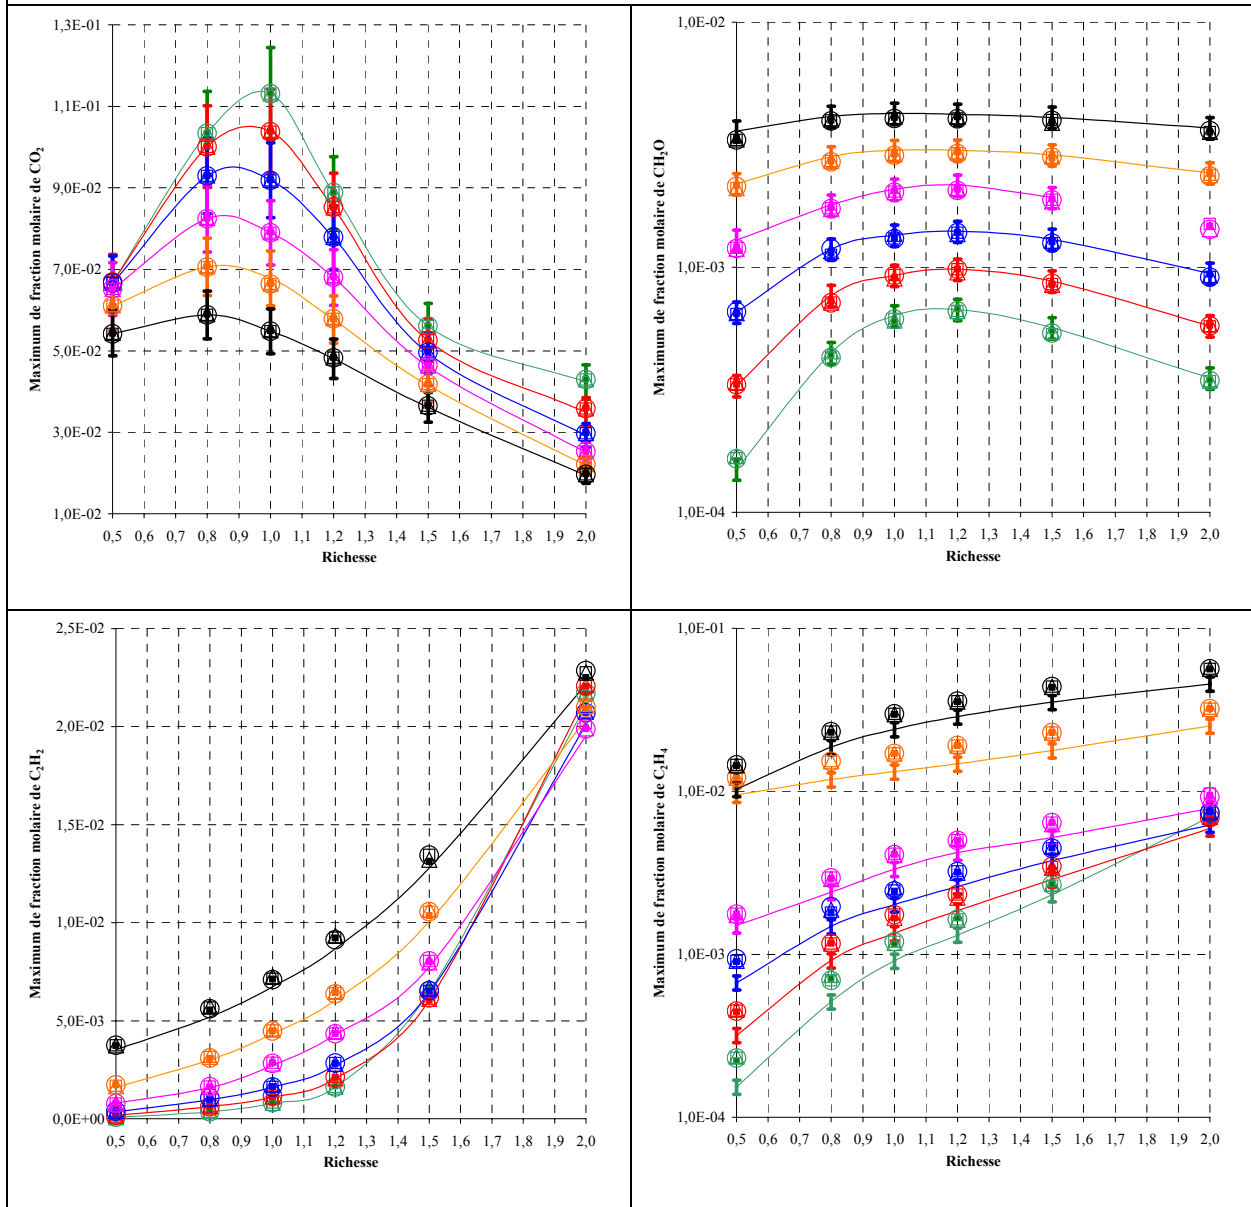 Maximum de fraction molaire de CO₂
1,3E-01
1,1E-01
9,0E-02
7,0E-02
5,0E-02
3,0E-02
1,0E-02
0,5 0,6 0,7 0,8 0,9 1,0 1,1 1,2 1,3 1,4 1,5 1,6 1,7 1,8 1,9 2,0
Richesse
Maximum de fraction molaire de CH₂O
1,0E-02
1,0E-03
1,0E-04
0,5 0,6 0,7 0,8 0,9 1,0 1,1 1,2 1,3 1,4 1,5 1,6 1,7 1,8 1,9 2,0
Richesse
Maximum de fraction molaire de C₂H₂
2,5E-02
2,0E-02
1,5E-02
1,0E-02
5,0E-03
0,0E+00
0,5 0,6 0,7 0,8 0,9 1,0 1,1 1,2 1,3 1,4 1,5 1,6 1,7 1,8 1,9 2,0
Richesse
Maximum de fraction molaire de C₂H₄
1,0E-01
1,0E-02
1,0E-03
1,0E-04
0,5 0,6 0,7 0,8 0,9 1,0 1,1 1,2 1,3 1,4 1,5 1,6 1,7 1,8 1,9 2,0
Richesse